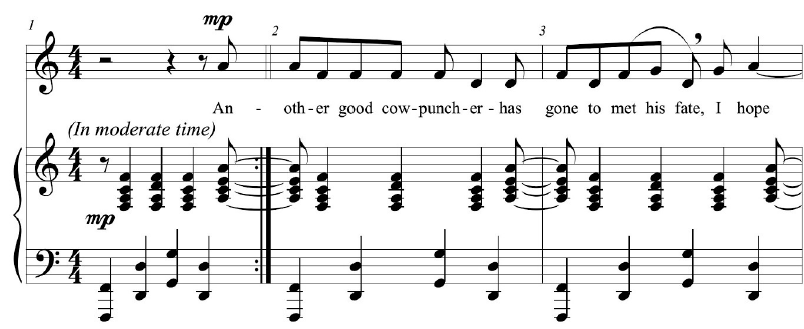 1 2 3
mp
An - oth-er good cow-punch-er-has gone to met his fate, I hope
(In moderate time)
mp